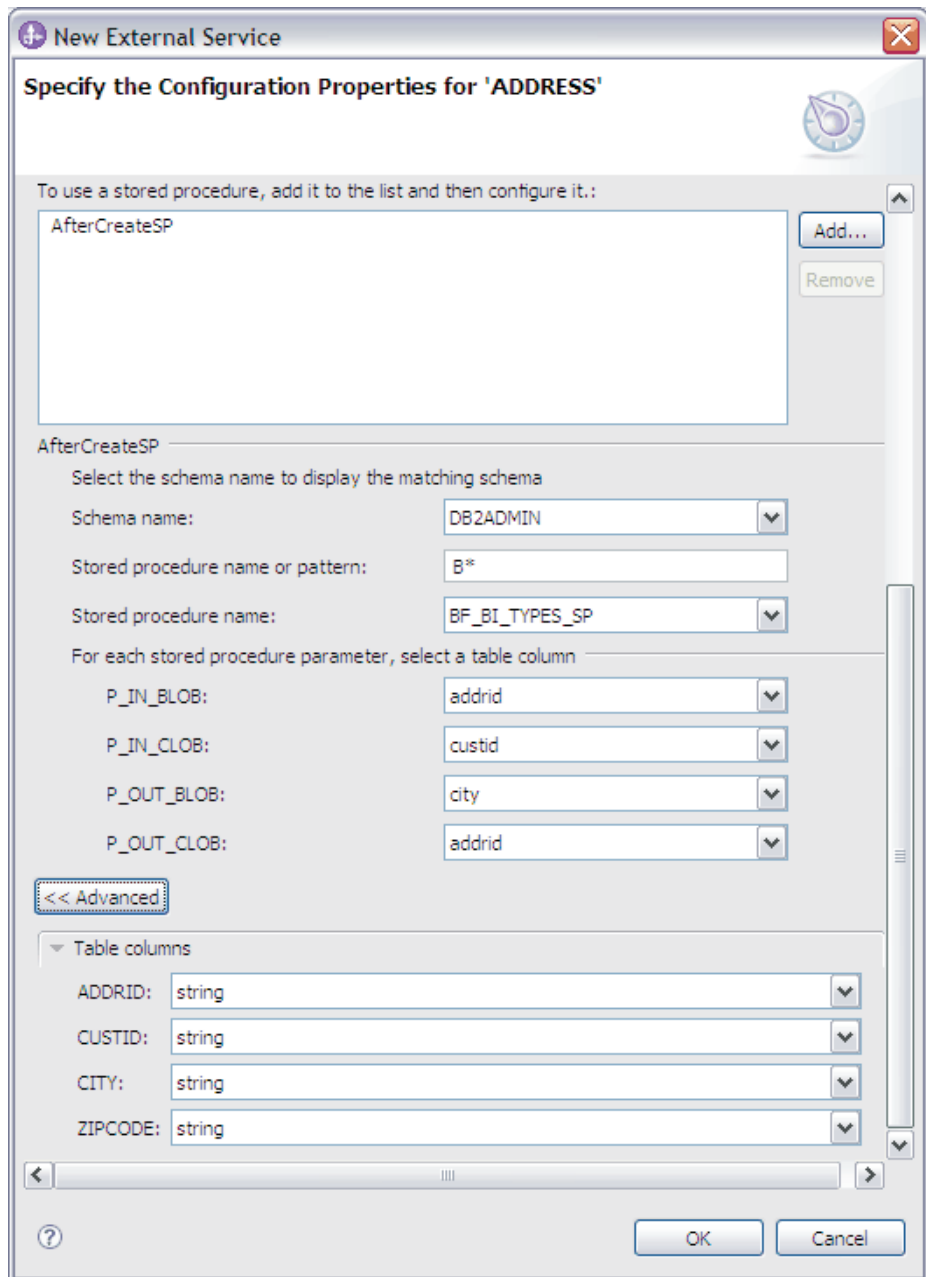 New External Service
Specify the Configuration Properties for 'ADDRESS'
To use a stored procedure, add it to the list and then configure it.:
AfterCreateSP
Add...
Remove
AfterCreateSP
Select the schema name to display the matching schema
Schema name: DB2ADMIN
Stored procedure name or pattern: B*
Stored procedure name: BF_BI_TYPES_SP
For each stored procedure parameter, select a table column
P_IN_BLOB: addrid
P_IN_CLOB: custid
P_OUT_BLOB: city
P_OUT_CLOB: addrid
<< Advanced
Table columns
ADDRID: string
CUSTID: string
CITY: string
ZIPCODE: string
? OK Cancel